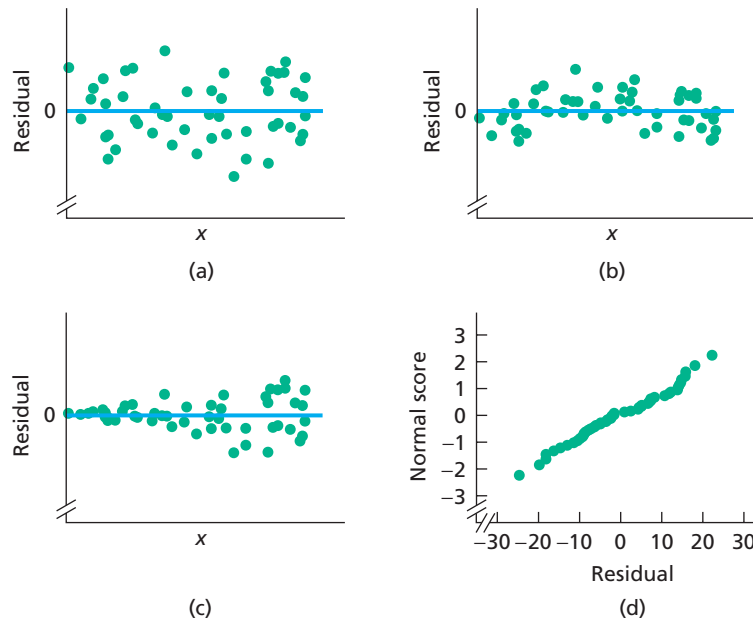 Residual
0
x
(a)
Residual
0
x
(b)
Residual
0
x
(c)
Normal score
3
2
1
0
−1
−2
−3
−30 −20 −10 0 10 20 30
Residual
(d)